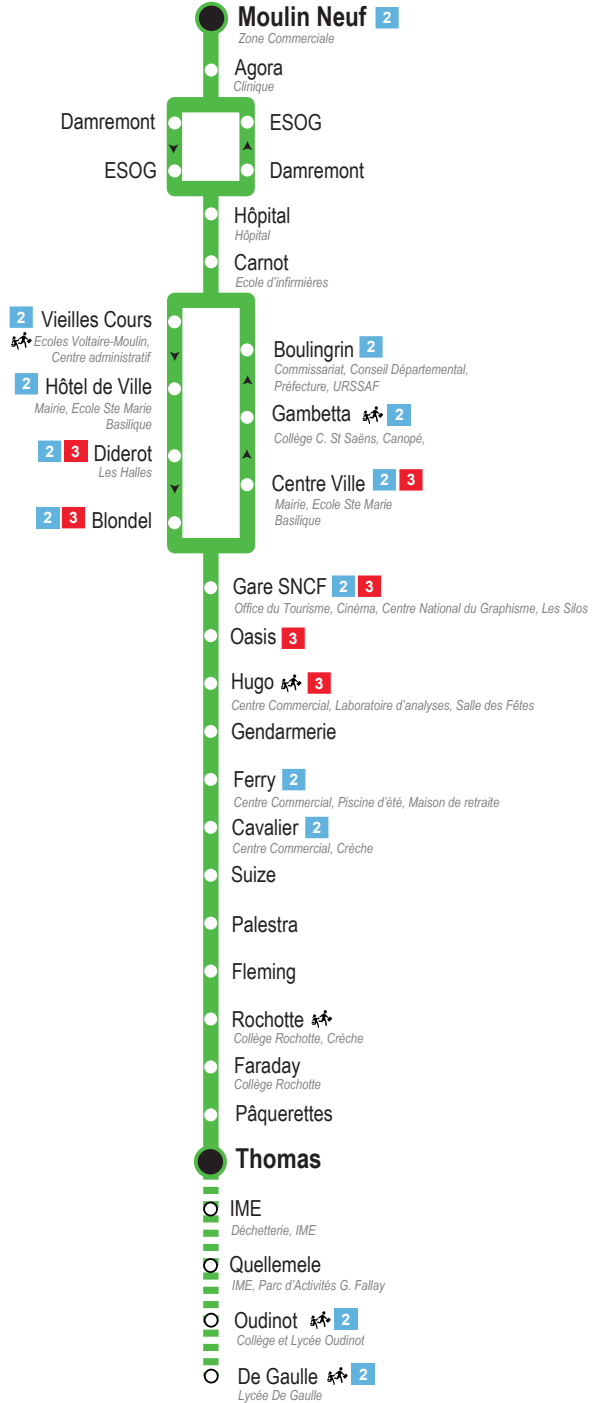 Moulin Neuf 2
Zone Commerciale
Agora
Clinique
Damremont
ESOG
ESOG
Damremont
Hôpital
Hôpital
Carnot
Ecole d'infirmières
2 Vieilles Cours
Ecoles Voltaire-Moulin,
Centre administratif
2 Hôtel de Ville
Mairie, Ecole Ste Marie
Basilique
2 3 Diderot
Les Halles
2 3 Blondel
Boulingrin 2
Commissariat, Conseil Départemental,
Préfecture, URSSAF
Gambetta 2
Collège C. St Saëns, Canopé,
Centre Ville 2 3
Mairie, Ecole Ste Marie
Basilique
Gare SNCF 2 3
Office du Tourisme, Cinéma, Centre National du Graphisme, Les Silos
Oasis 3
Hugo 3
Centre Commercial, Laboratoire d'analyses, Salle des Fêtes
Gendarmerie
Ferry 2
Centre Commercial, Piscine d'été, Maison de retraite
Cavalier 2
Centre Commercial, Crèche
Suize
Palestra
Fleming
Rochotte
Collège Rochotte, Crèche
Faraday
Collège Rochotte
Pâquerettes
Thomas
IME
Déchetterie, IME
Quellemele
IME, Parc d'Activités G. Fallay
Oudinot 2
Collège et Lycée Oudinot
De Gaulle 2
Lycée De Gaulle